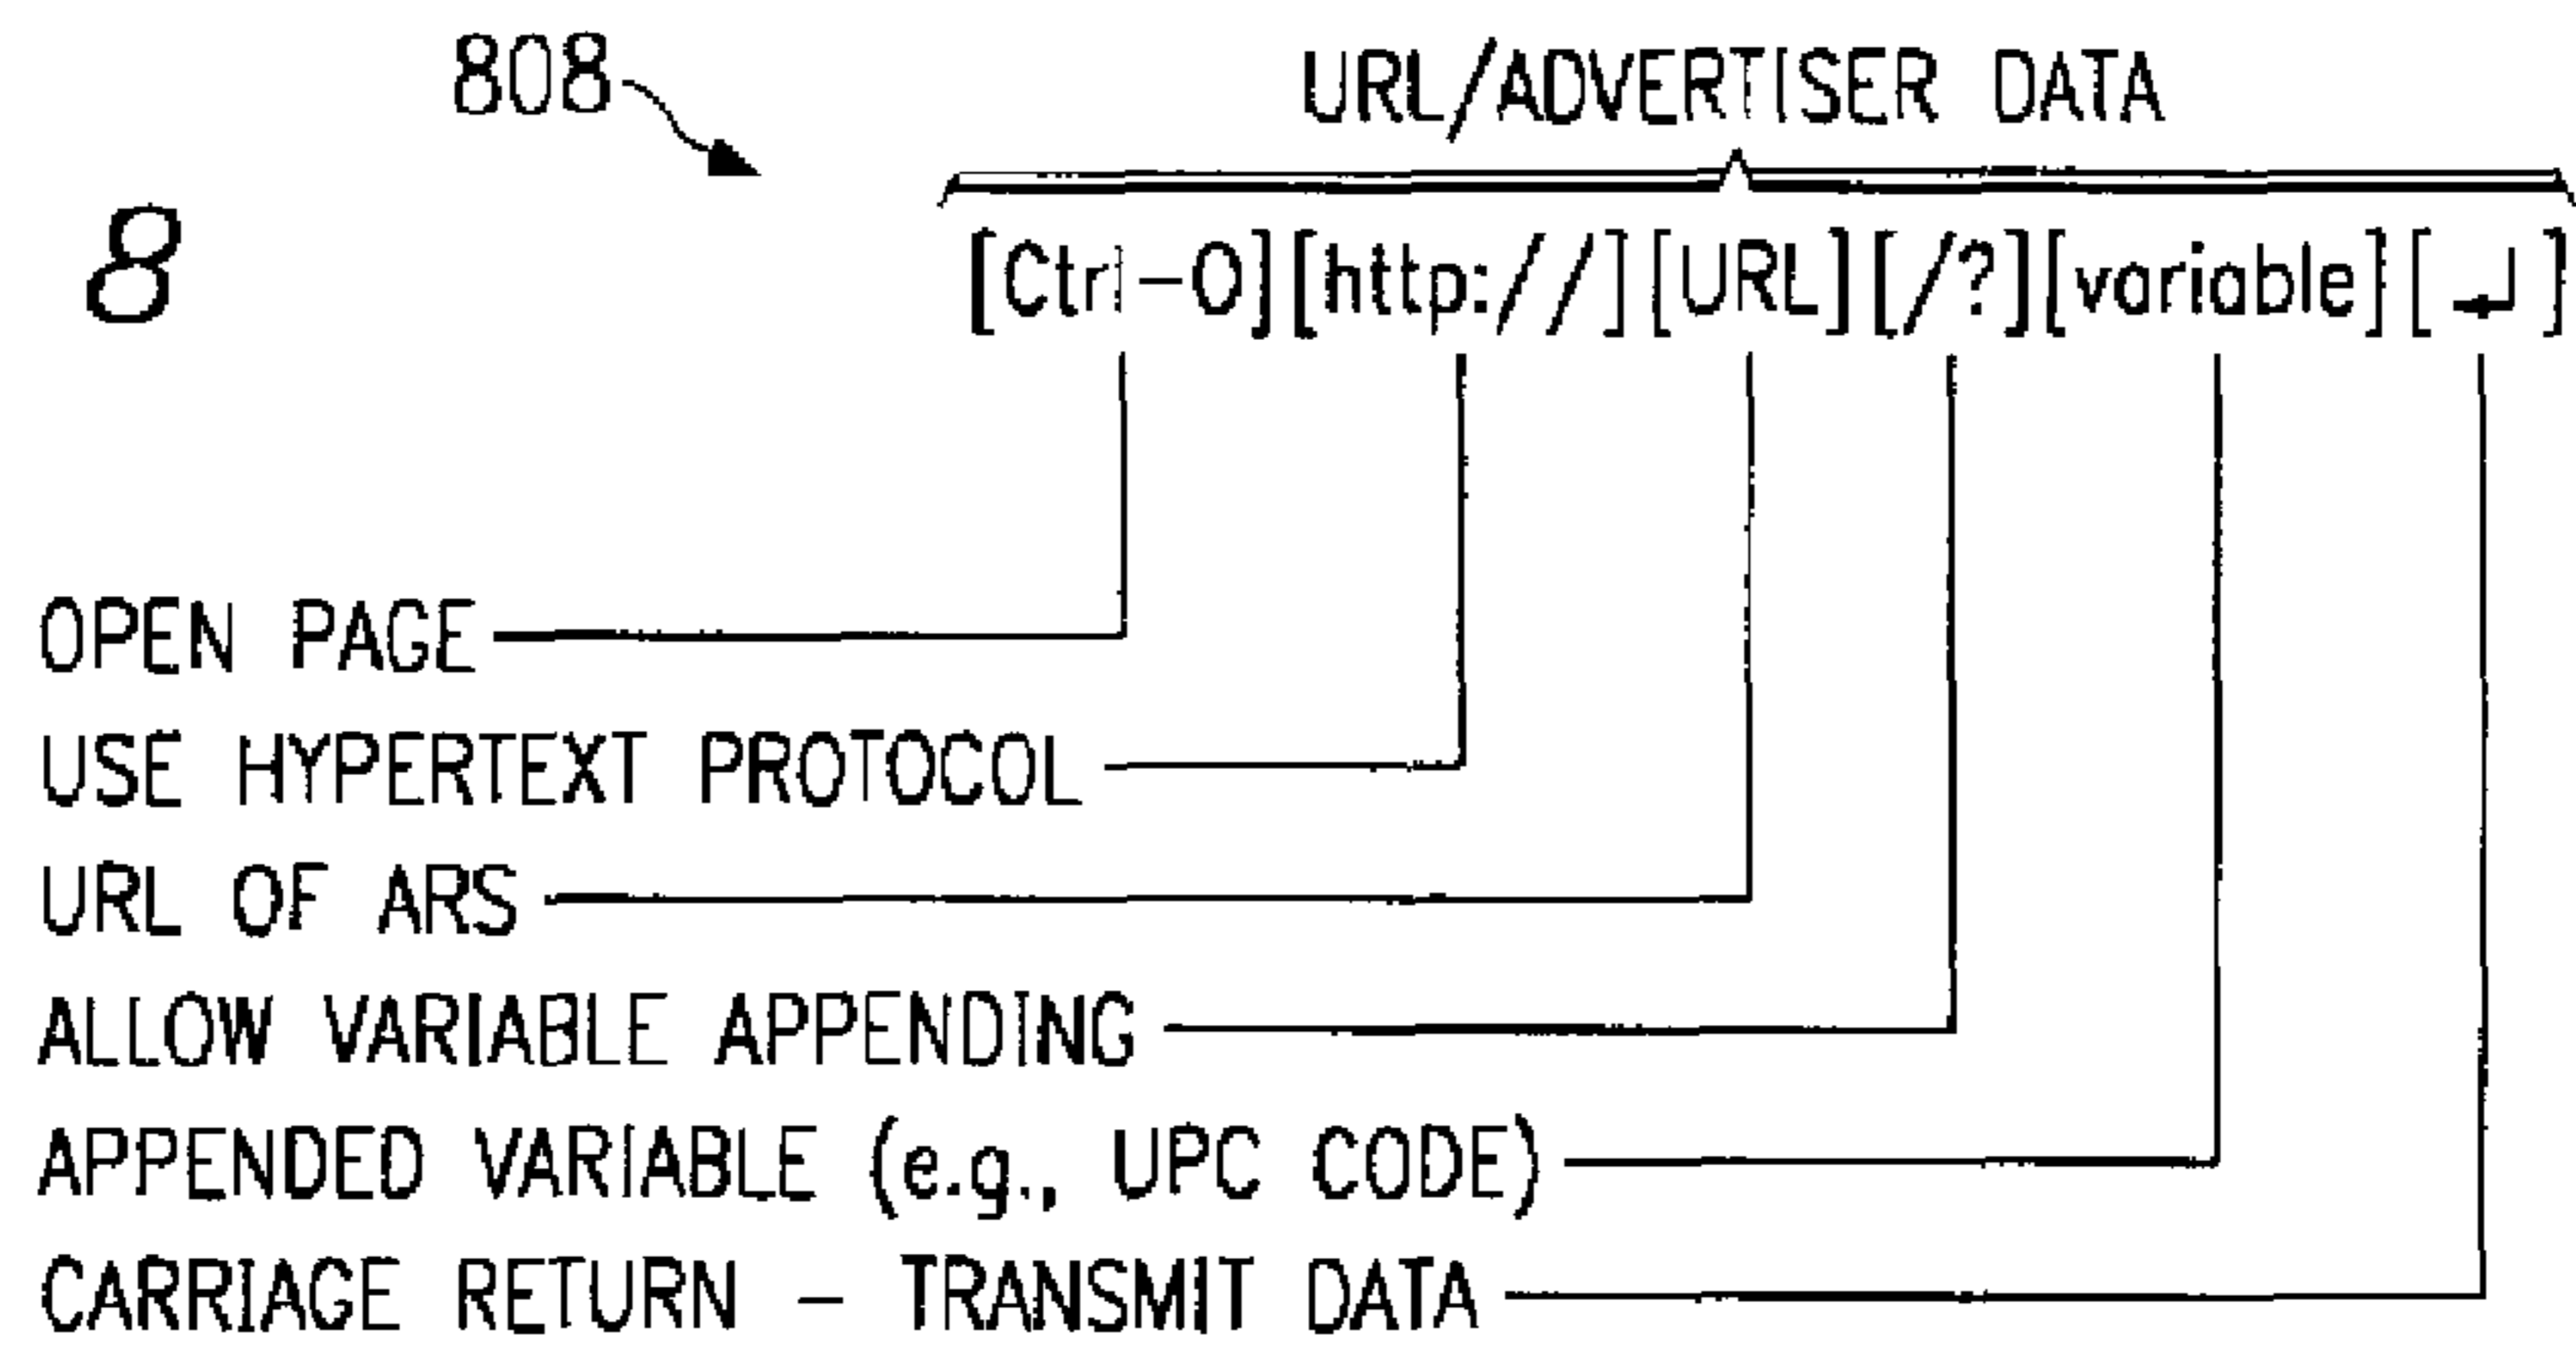 808
URL/ADVERTISER DATA
8
[Ctrl-O][http://][URL][/?][variable][↵]
OPEN PAGE
USE HYPERTEXT PROTOCOL
URL OF ARS
ALLOW VARIABLE APPENDING
APPENDED VARIABLE (e.g., UPC CODE)
CARRIAGE RETURN – TRANSMIT DATA